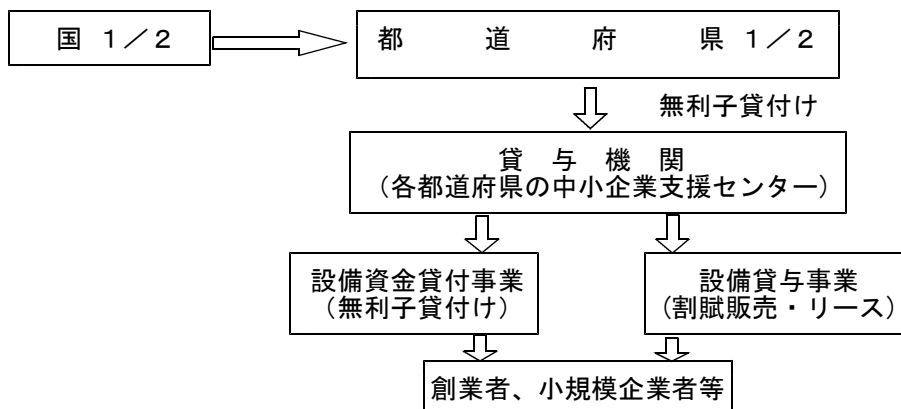 国 1／2
都 道 府 県 1／2
無利子貸付け
貸 与 機 関
（各都道府県の中小企業支援センター）
設備資金貸付事業
（無利子貸付け）
設備貸与事業
（割賦販売・リース）
創業者、小規模企業者等